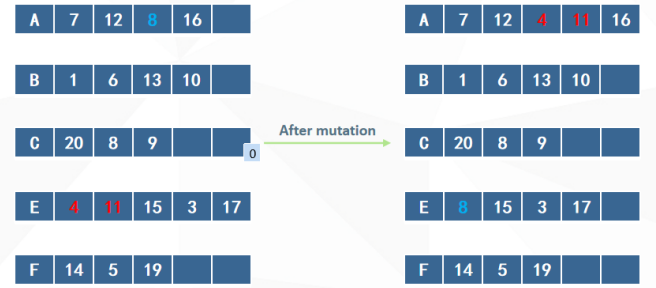 A 7 12 8 16 A 7 12 4 11 16
B 1 6 13 10 B 1 6 13 10
After mutation
C 20 8 9 C 20 8 9
0
E 4 11 15 3 17 E 8 15 3 17
F 14 5 19 F 14 5 19